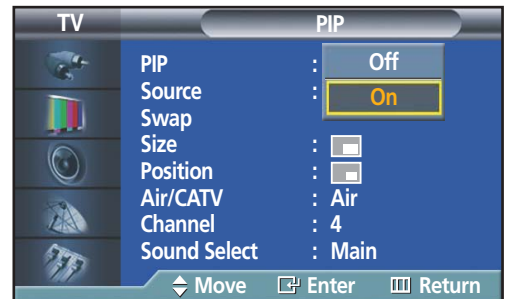 TV PIP
PIP : Off
Source : On
Swap
Size :
Position :
Air/CATV : Air
Channel : 4
Sound Select : Main
Move Enter Return